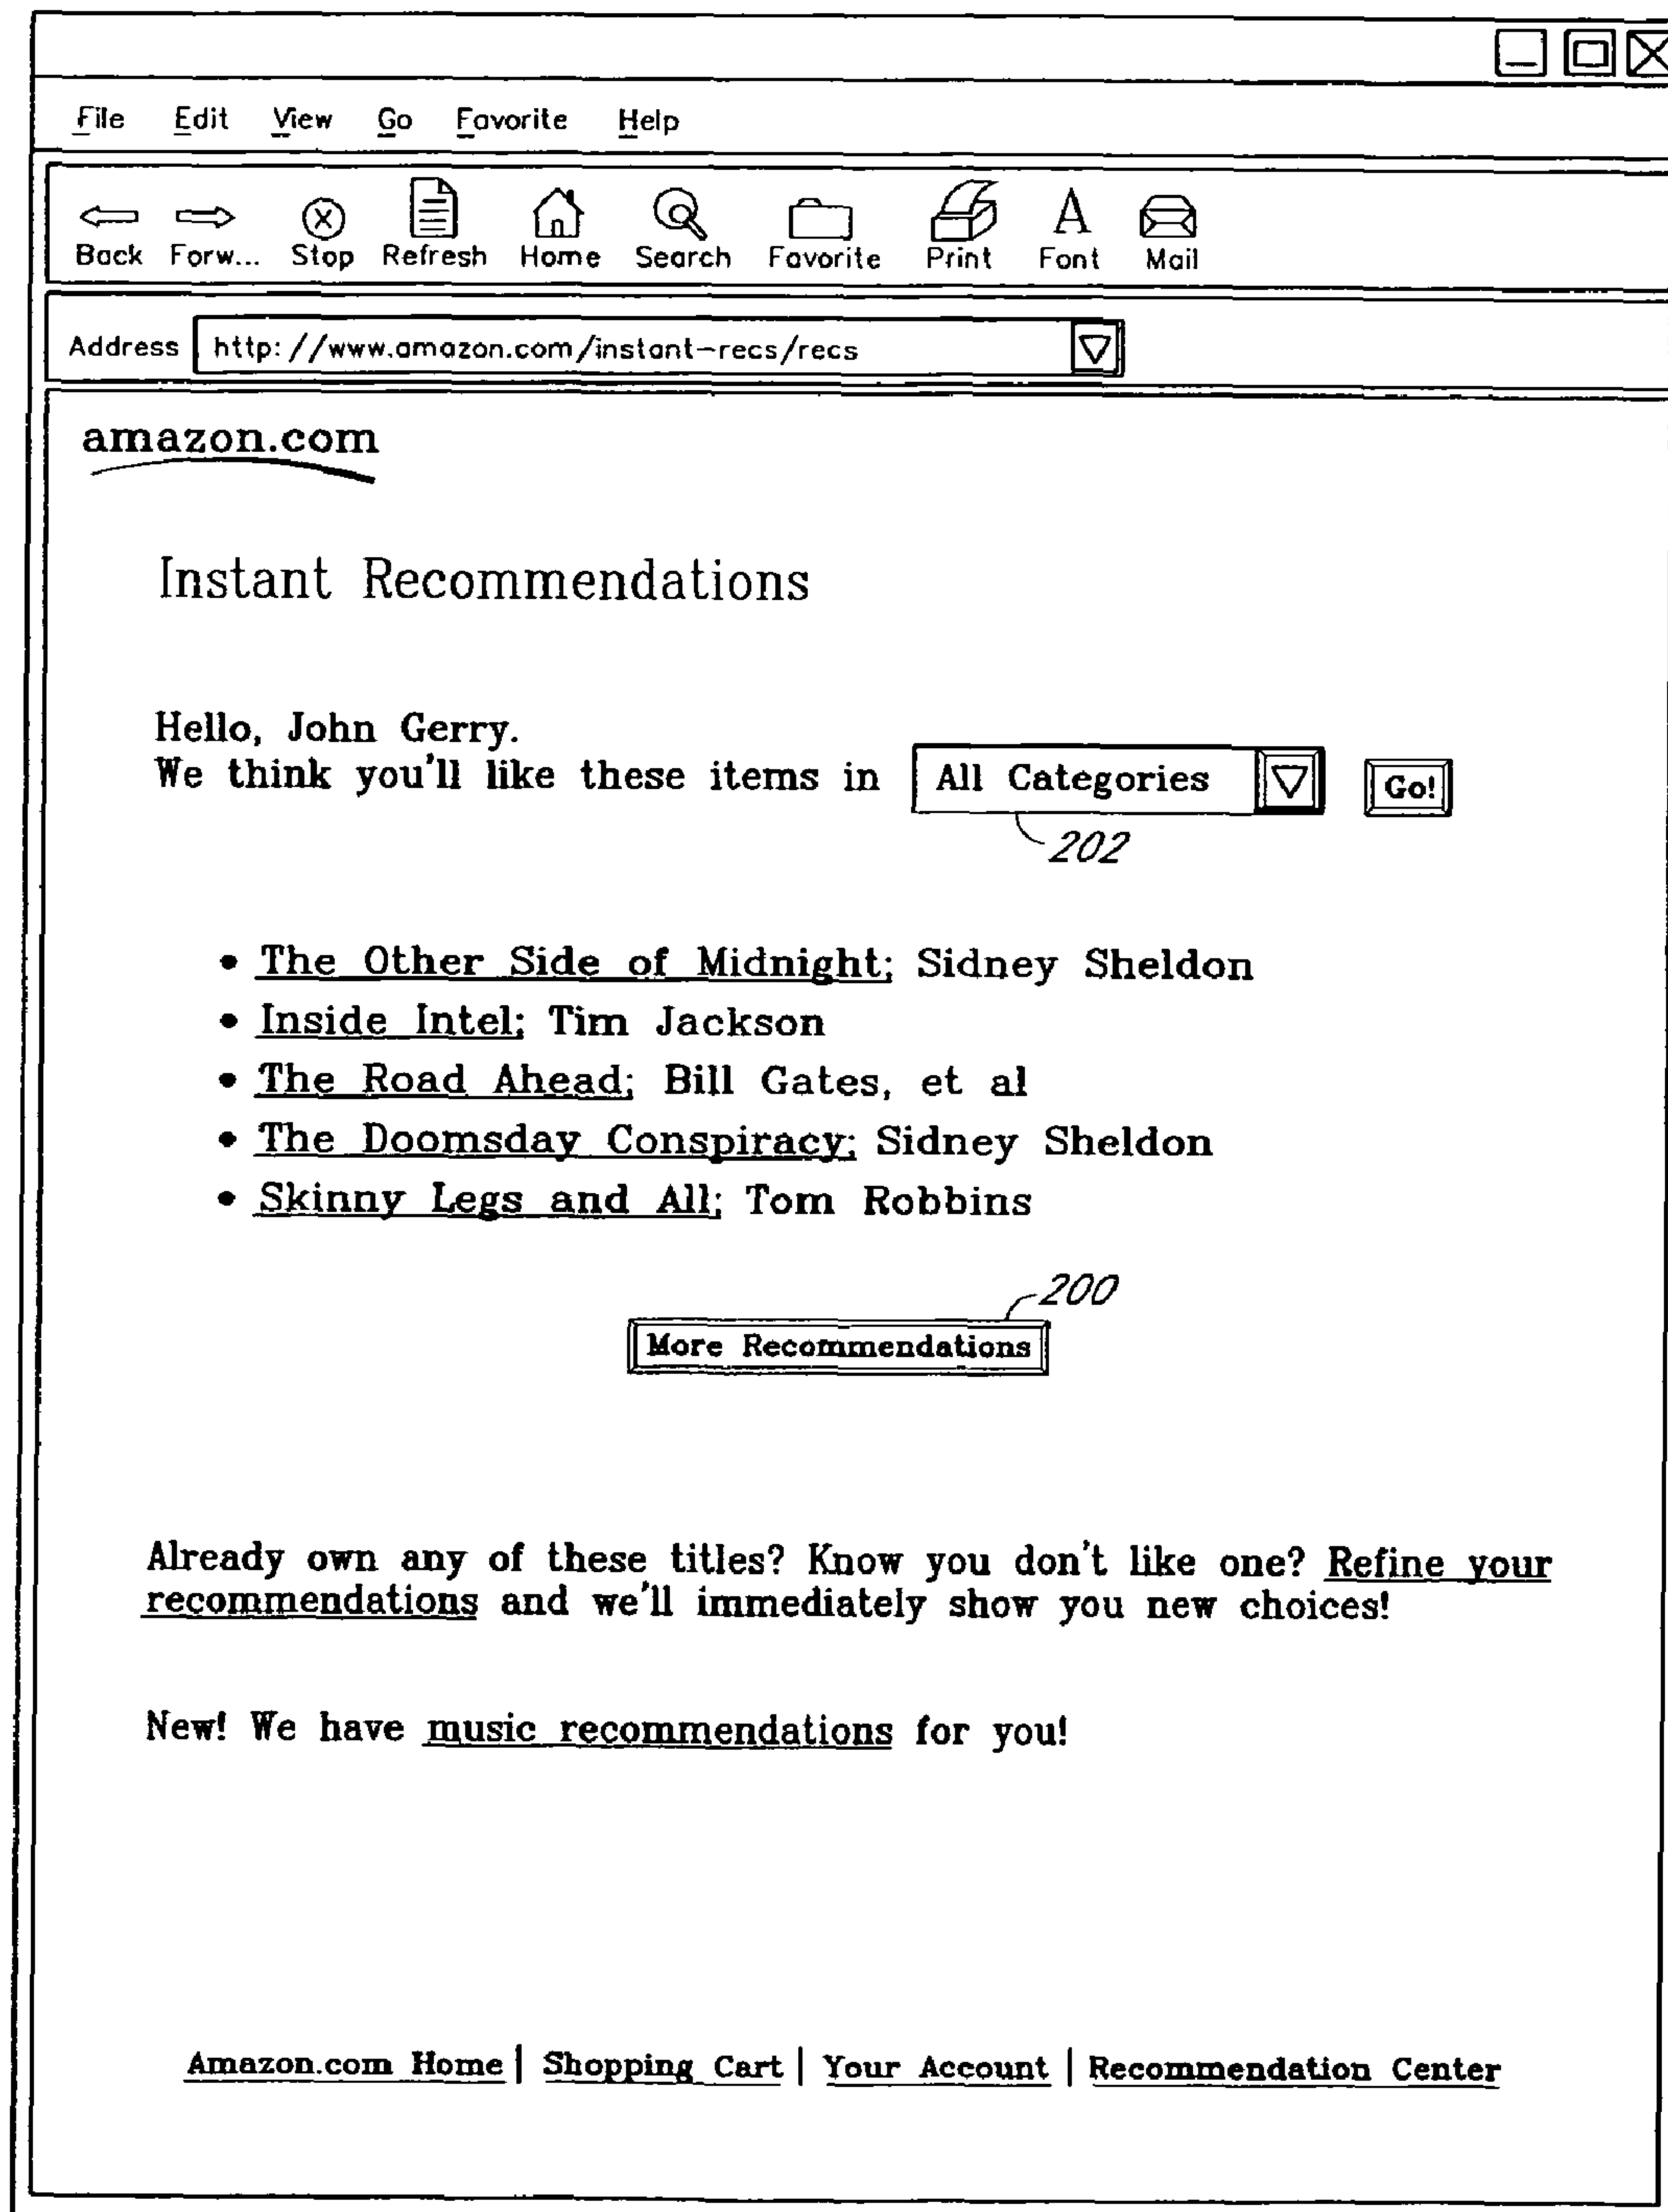 File Edit View Go Favorite Help
Back Forw... Stop Refresh Home Search Favorite Print Font Mail
Address http://www.amazon.com/instant-recs/recs
amazon.com
Instant Recommendations
Hello, John Gerry.
We think you'll like these items in All Categories Go!
202
• The Other Side of Midnight; Sidney Sheldon
• Inside Intel; Tim Jackson
• The Road Ahead; Bill Gates, et al
• The Doomsday Conspiracy; Sidney Sheldon
• Skinny Legs and All; Tom Robbins
200
More Recommendations
Already own any of these titles? Know you don't like one? Refine your
recommendations and we'll immediately show you new choices!
New! We have music recommendations for you!
Amazon.com Home | Shopping Cart | Your Account | Recommendation Center